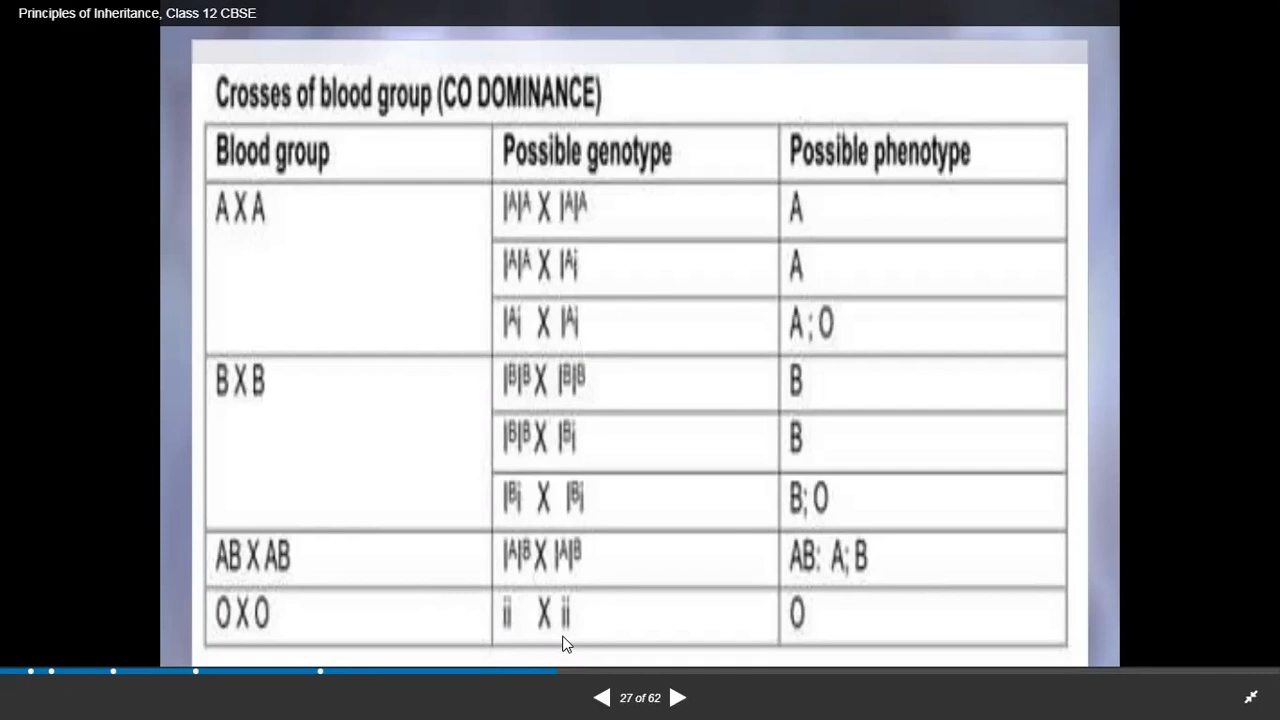 Principles of Inheritance, Class 12 CBSE
Crosses of blood group (CO DOMINANCE)
Blood group Possible genotype Possible phenotype
A X A IᴬIᴬ X IᴬIᴬ A
IᴬIᴬ X Iᴬi A
Iᴬi X Iᴬi A ; O
B X B IᴮIᴮ X IᴮIᴮ B
IᴮIᴮ X Iᴮi B
Iᴮi X Iᴮi B; O
AB X AB IᴬIᴮ X IᴬIᴮ AB: A; B
O X O ii X ii O
27 of 62